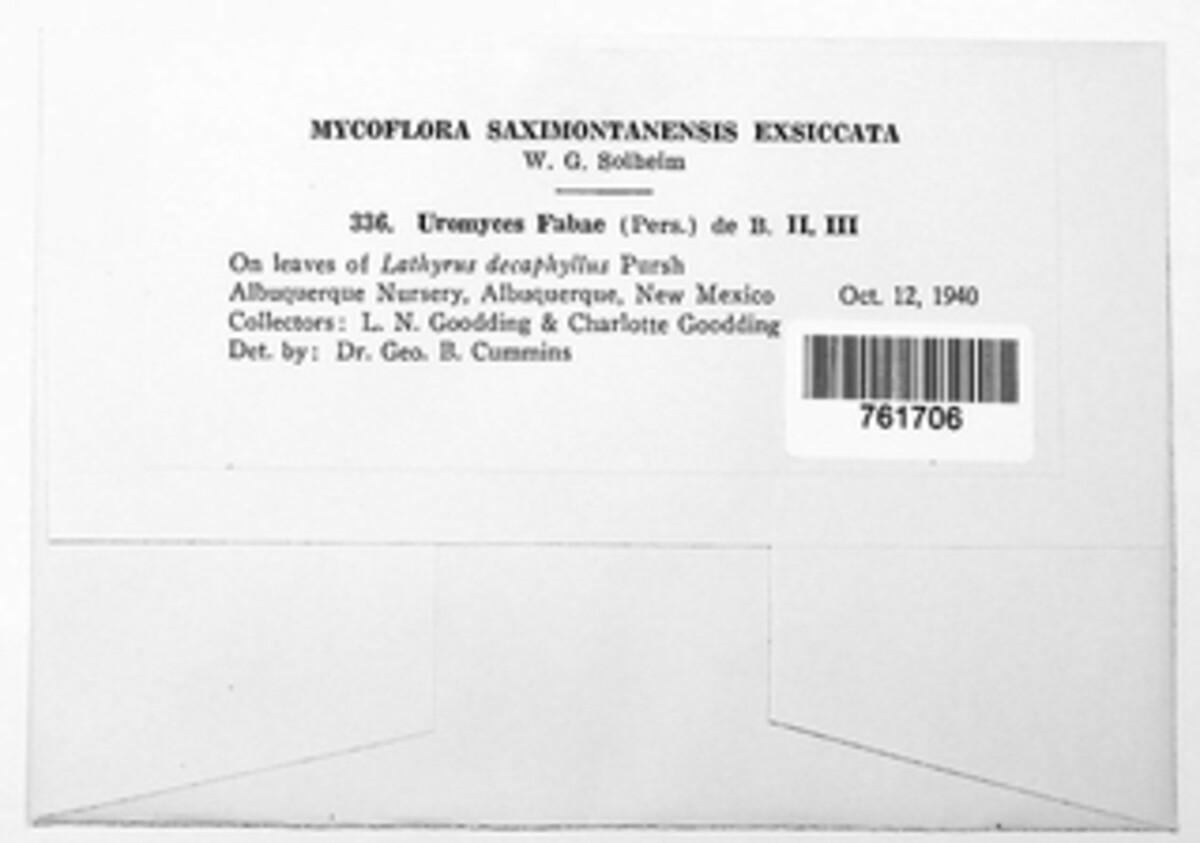 MYCOFLORA SAXIMONTANENSIS EXSICCATA
W. G. Solheim
336. Uromyces Fabae (Pers.) de B. II, III
On leaves of Lathyrus decaphyllus Pursh
Albuquerque Nursery, Albuquerque, New Mexico Oct. 12, 1940
Collectors: L. N. Goodding & Charlotte Goodding
Det. by: Dr. Geo. B. Cummins
761706